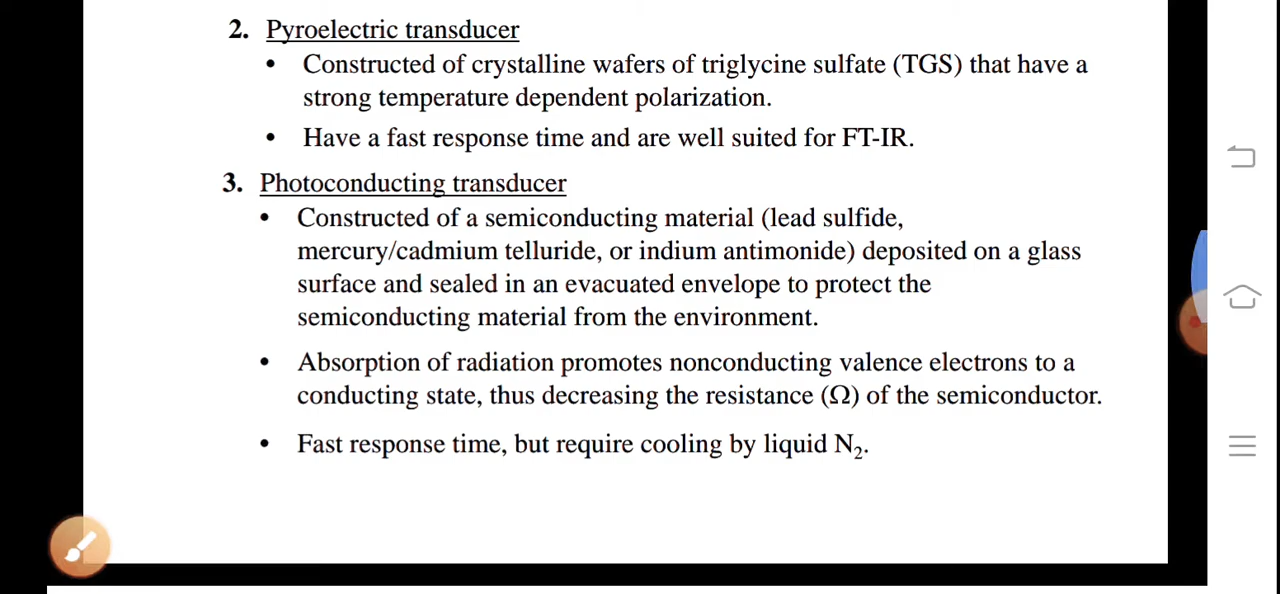 2. Pyroelectric transducer
• Constructed of crystalline wafers of triglycine sulfate (TGS) that have a
strong temperature dependent polarization.
• Have a fast response time and are well suited for FT-IR.
3. Photoconducting transducer
• Constructed of a semiconducting material (lead sulfide,
mercury/cadmium telluride, or indium antimonide) deposited on a glass
surface and sealed in an evacuated envelope to protect the
semiconducting material from the environment.
• Absorption of radiation promotes nonconducting valence electrons to a
conducting state, thus decreasing the resistance (Ω) of the semiconductor.
• Fast response time, but require cooling by liquid N₂.